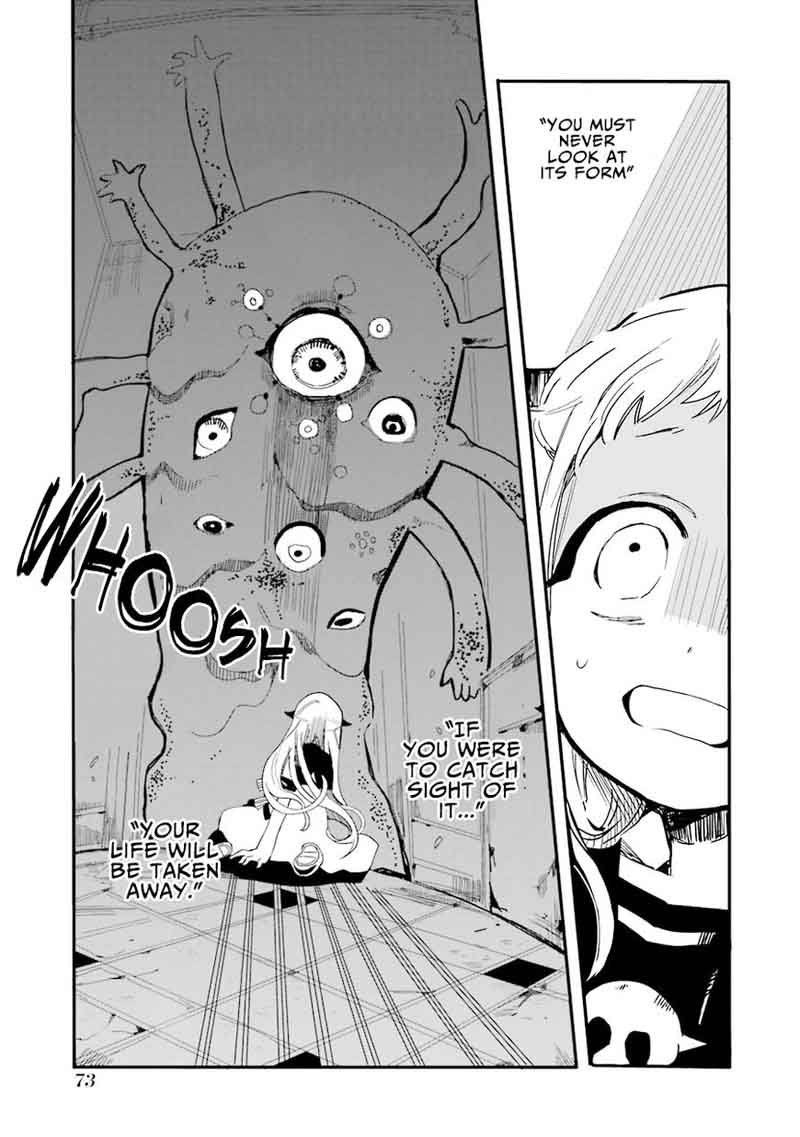 "YOU MUST
NEVER
LOOK AT
ITS FORM"
WHOOSH
"IF
YOU WERE
TO CATCH
SIGHT OF
IT..."
"YOUR
LIFE WILL
BE TAKEN
AWAY."
73